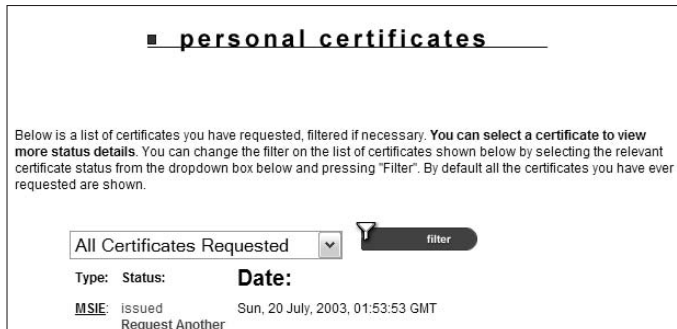 personal certificates
Below is a list of certificates you have requested, filtered if necessary. You can select a certificate to view
more status details. You can change the filter on the list of certificates shown below by selecting the relevant
certificate status from the dropdown box below and pressing "Filter". By default all the certificates you have ever
requested are shown.
All Certificates Requested filter
Type: Status: Date:
MSIE: issued Sun, 20 July, 2003, 01:53:53 GMT
Request Another